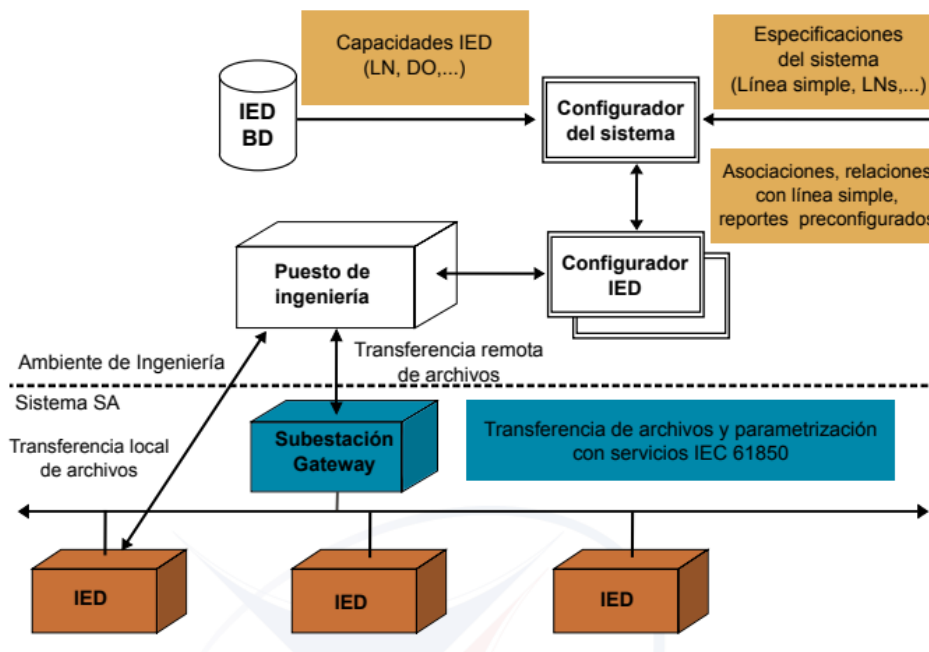 Capacidades IED
(LN, DO,...)
Especificaciones
del sistema
(Línea simple, LNs,...)
IED
BD
Configurador
del sistema
Asociaciones, relaciones
con línea simple,
reportes preconfigurados
Puesto de
ingeniería
Configurador
IED
Ambiente de Ingeniería
Transferencia remota
de archivos
Sistema SA
Transferencia local
de archivos
Subestación
Gateway
Transferencia de archivos y parametrización
con servicios IEC 61850
IED
IED
IED